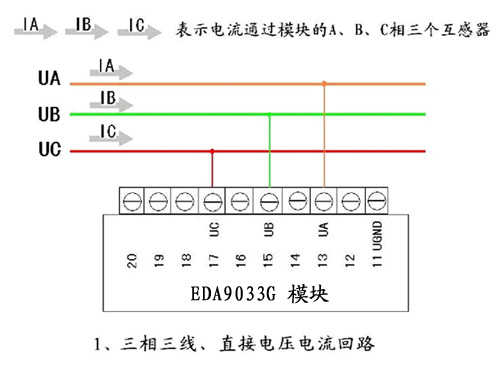 IA IB IC 表示电流通过模块的A、B、C相三个互感器
IA
UA
IB
UB
IC
UC
20 19 18 17 UC 16 15 UB 14 13 UA 12 11 UGND
EDA9033G 模块
1、三相三线、直接电压电流回路